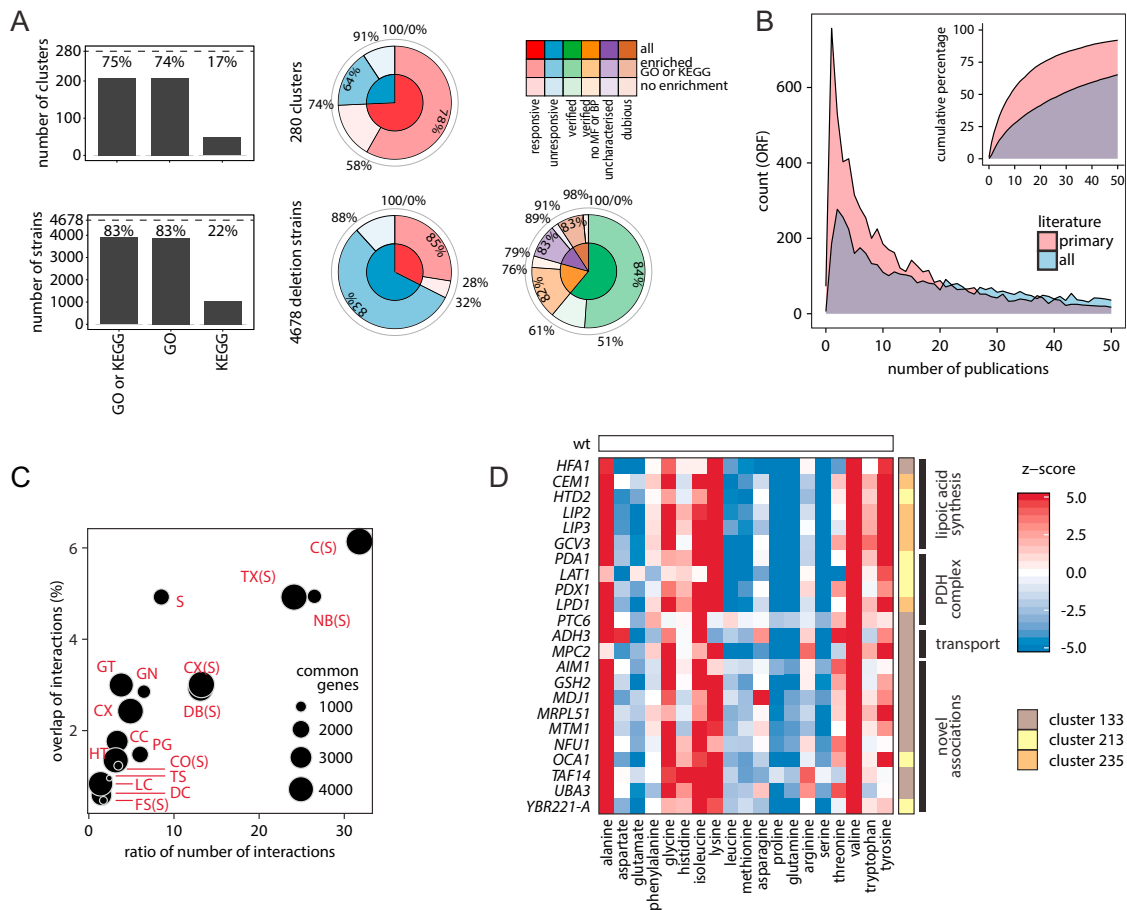 A
number of clusters
280
200
100
0
75%
74%
17%
280 clusters
100/0%
91%
64%
74%
78%
58%
all
enriched
GO or KEGG
no enrichment
responsive
unresponsive
verified
verified
no MF or BP
uncharacterised
dubious
number of strains
4678
4000
3000
2000
1000
0
83%
83%
22%
GO or KEGG
GO
KEGG
4678 deletion strains
100/0%
88%
85%
28%
32%
83%
100/0%
98%
91%
89%
83%
83%
79%
76%
82%
84%
61%
51%
B
count (ORF)
600
400
200
0
0
10
20
30
40
50
number of publications
cumulative percentage
100
75
50
25
0
0 10 20 30 40 50
literature
primary
all
C
overlap of interactions (%)
6
4
2
0
10
20
30
ratio of number of interactions
C(S)
TX(S)
S
NB(S)
GT
GN
CX(S)
CX
DB(S)
CC
PG
HT
CO(S)
TS
LC
DC
FS(S)
common
genes
1000
2000
3000
4000
D
wt
HFA1
CEM1
HTD2
LIP2
LIP3
GCV3
PDA1
LAT1
PDX1
LPD1
PTC6
ADH3
MPC2
AIM1
GSH2
MDJ1
MRPL51
MTM1
NFU1
OCA1
TAF14
UBA3
YBR221-A
alanine
aspartate
glutamate
phenylalanine
glycine
histidine
isoleucine
lysine
leucine
methionine
asparagine
proline
glutamine
arginine
serine
threonine
valine
tryptophan
tyrosine
lipoic acid
synthesis
PDH
complex
transport
novel
associations
z-score
5.0
2.5
0.0
-2.5
-5.0
cluster 133
cluster 213
cluster 235